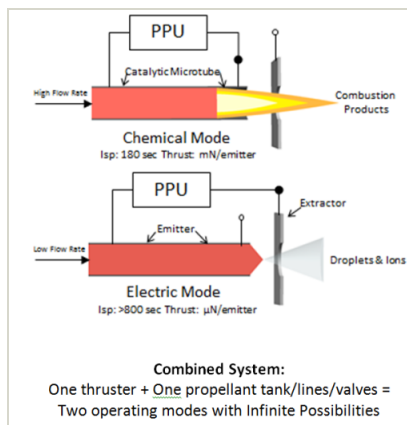 PPU
Catalytic Microtube
High Flow Rate
Combustion
Products
Chemical Mode
Isp: 180 sec Thrust: mN/emitter
PPU
Extractor
Emitter
Low Flow Rate
Droplets & Ions
Electric Mode
Isp: >800 sec Thrust: µN/emitter
Combined System:
One thruster + One propellant tank/lines/valves =
Two operating modes with Infinite Possibilities